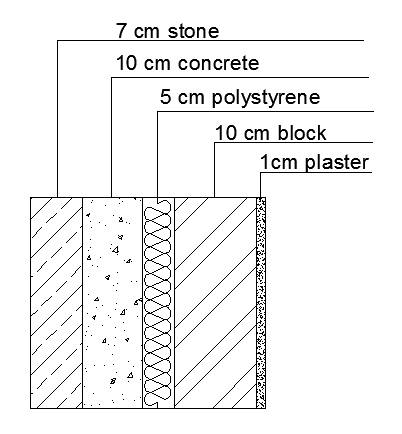 7 cm stone
10 cm concrete
5 cm polystyrene
10 cm block
1cm plaster